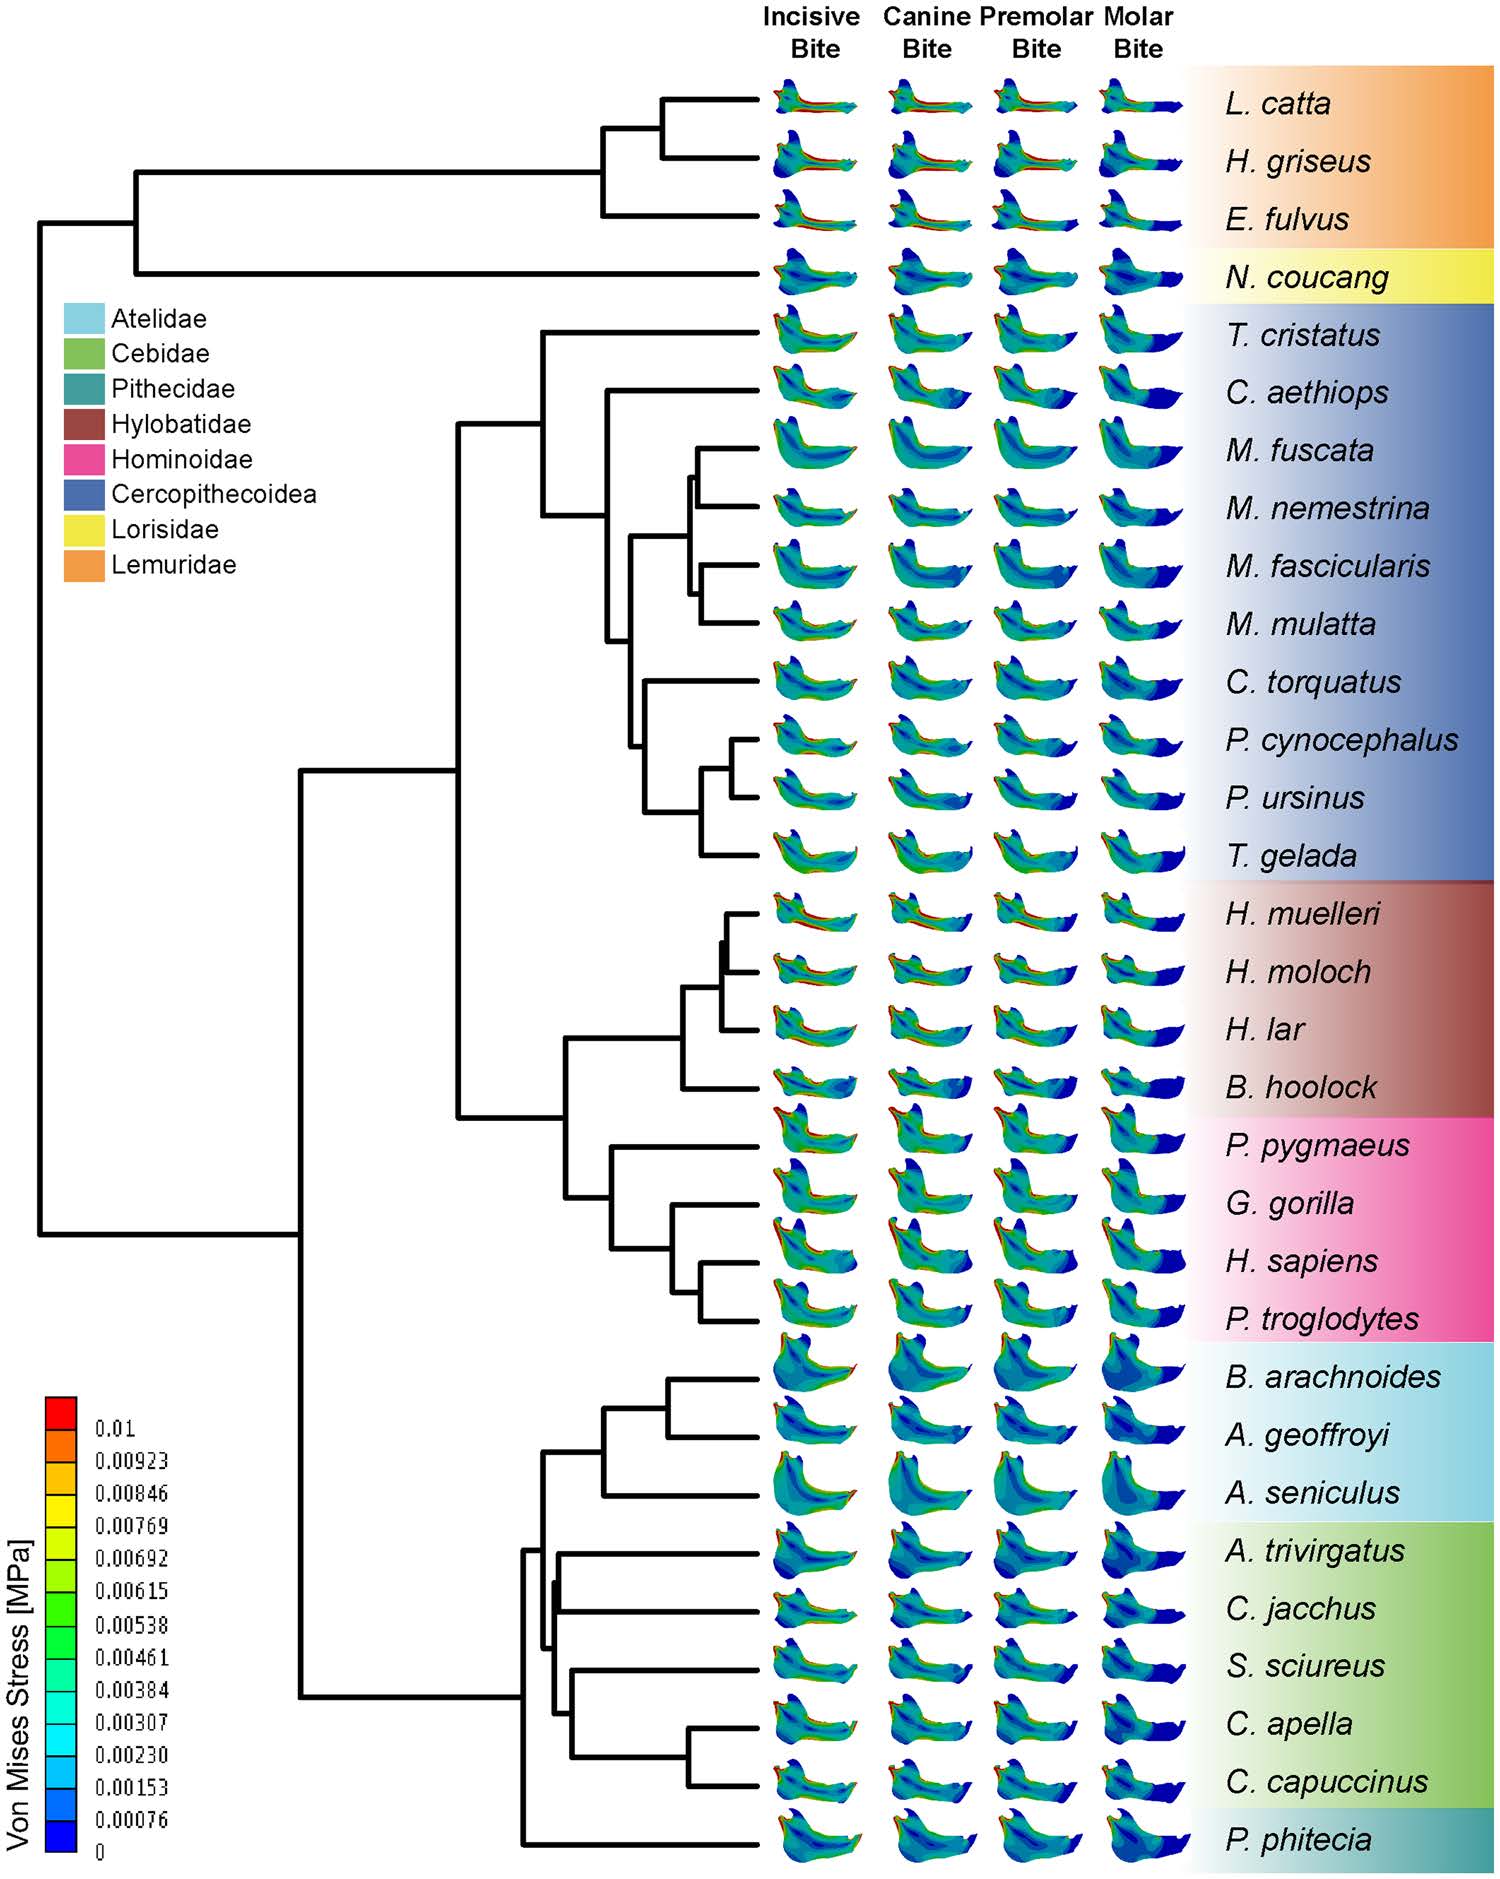 Incisive Canine Premolar Molar
Bite Bite Bite Bite
L. catta
H. griseus
E. fulvus
N. coucang
T. cristatus
C. aethiops
M. fuscata
M. nemestrina
M. fascicularis
M. mulatta
C. torquatus
P. cynocephalus
P. ursinus
T. gelada
H. muelleri
H. moloch
H. lar
B. hoolock
P. pygmaeus
G. gorilla
H. sapiens
P. troglodytes
B. arachnoides
A. geoffroyi
A. seniculus
A. trivirgatus
C. jacchus
S. sciureus
C. apella
C. capuccinus
P. phitecia
Atelidae
Cebidae
Pithecidae
Hylobatidae
Hominoidae
Cercopithecoidea
Lorisidae
Lemuridae
Von Mises Stress [MPa]
0.01
0.00923
0.00846
0.00769
0.00692
0.00615
0.00538
0.00461
0.00384
0.00307
0.00230
0.00153
0.00076
0